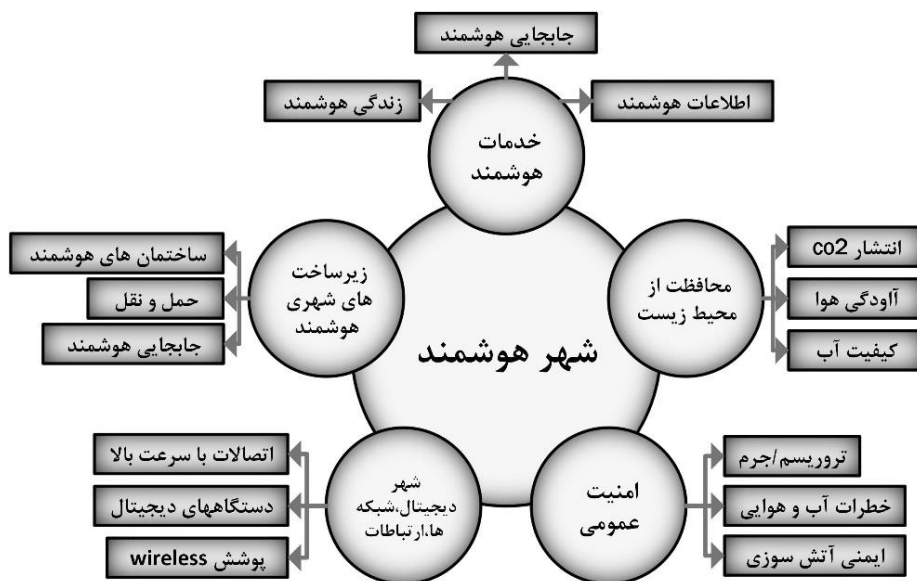 جابجایی هوشمند
زندگی هوشمند
اطلاعات هوشمند
خدمات
هوشمند
ساختمان های هوشمند
حمل و نقل
جابجایی هوشمند
زیرساخت
های شهری
هوشمند
محافظت از
محیط زیست
انتشار co2
آاودگی هوا
کیفیت آب
شهر هوشمند
اتصالات با سرعت بالا
دستگاههای دیجیتال
پوشش wireless
شهر
دیجیتال،شبکه
ها،ارتباطات
امنیت
عمومی
تروریسم/جرم
خطرات آب و هوایی
ایمنی آتش سوزی